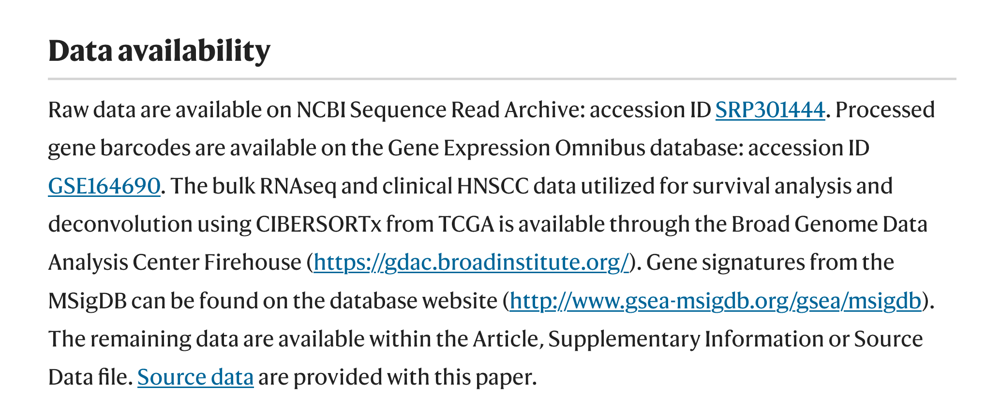 Data availability
Raw data are available on NCBI Sequence Read Archive: accession ID SRP301444. Processed
gene barcodes are available on the Gene Expression Omnibus database: accession ID
GSE164690. The bulk RNAseq and clinical HNSCC data utilized for survival analysis and
deconvolution using CIBERSORTx from TCGA is available through the Broad Genome Data
Analysis Center Firehouse (https://gdac.broadinstitute.org/). Gene signatures from the
MSigDB can be found on the database website (http://www.gsea-msigdb.org/gsea/msigdb).
The remaining data are available within the Article, Supplementary Information or Source
Data file. Source data are provided with this paper.